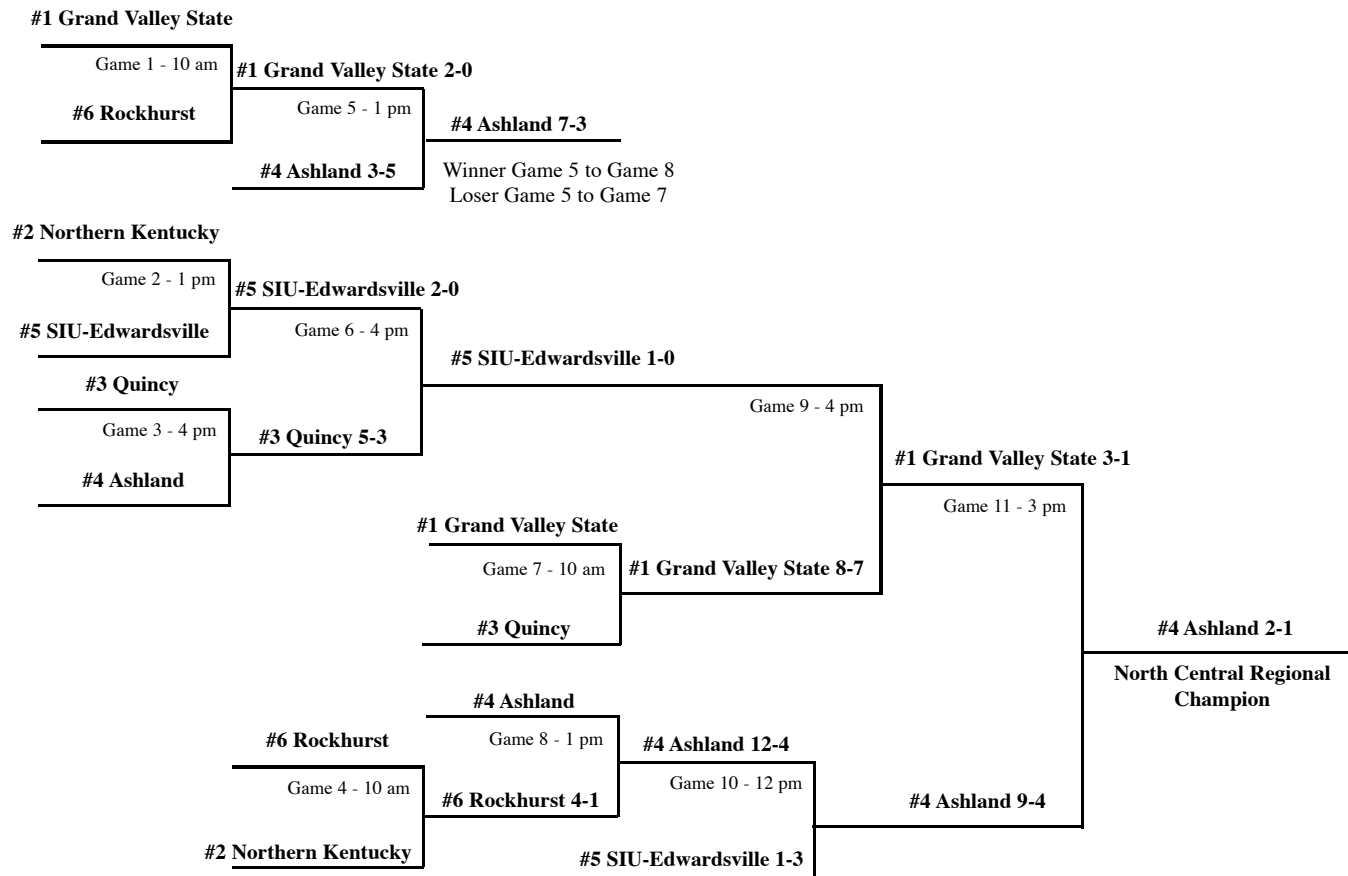 #1 Grand Valley State
Game 1 - 10 am
#1 Grand Valley State 2-0
#6 Rockhurst
Game 5 - 1 pm
#4 Ashland 7-3
#4 Ashland 3-5
Winner Game 5 to Game 8
Loser Game 5 to Game 7
#2 Northern Kentucky
Game 2 - 1 pm
#5 SIU-Edwardsville 2-0
#5 SIU-Edwardsville
Game 6 - 4 pm
#5 SIU-Edwardsville 1-0
#3 Quincy
Game 3 - 4 pm
#3 Quincy 5-3
#4 Ashland
Game 9 - 4 pm
#1 Grand Valley State 3-1
Game 11 - 3 pm
#1 Grand Valley State
Game 7 - 10 am
#1 Grand Valley State 8-7
#3 Quincy
#4 Ashland 2-1
North Central Regional
Champion
#4 Ashland
Game 8 - 1 pm
#4 Ashland 12-4
#6 Rockhurst
Game 4 - 10 am
#6 Rockhurst 4-1
Game 10 - 12 pm
#4 Ashland 9-4
#2 Northern Kentucky
#5 SIU-Edwardsville 1-3